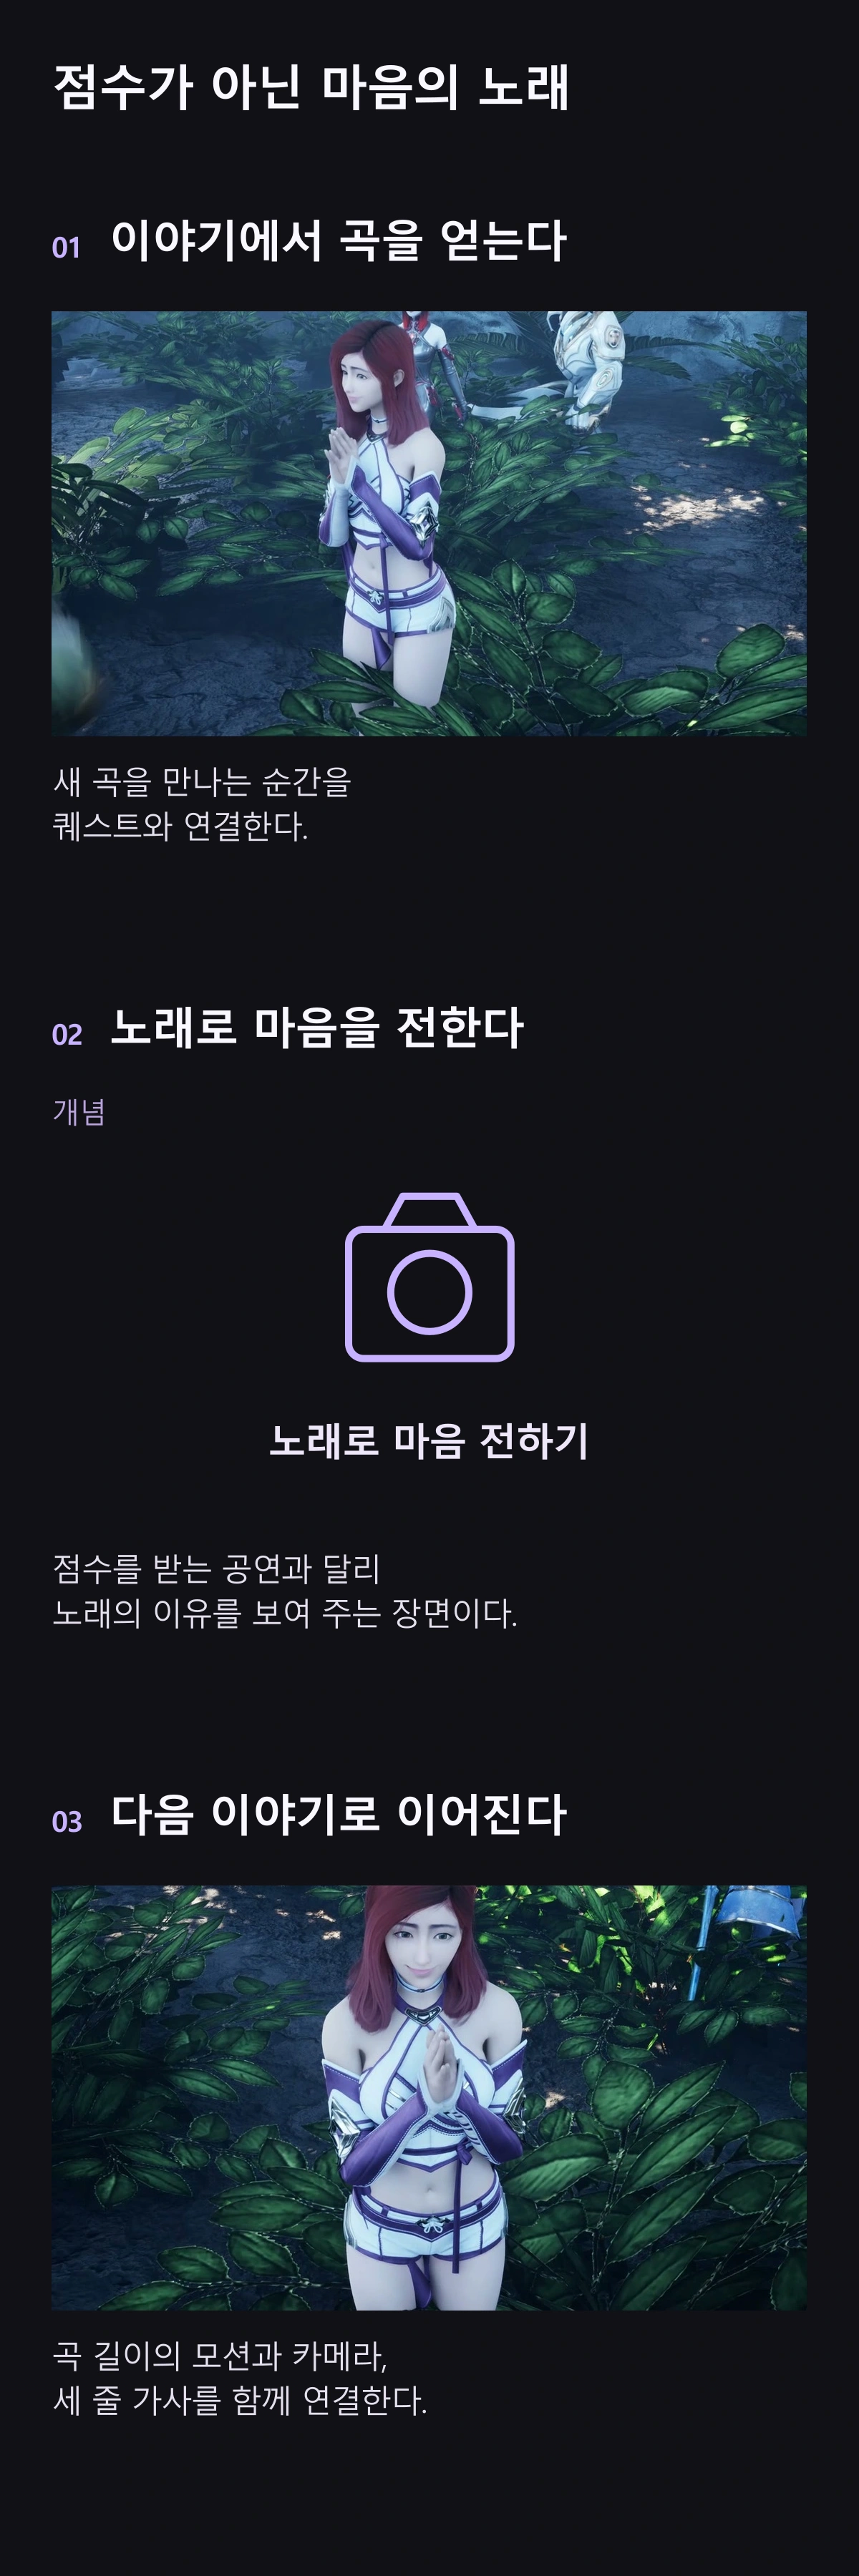 점수가 아닌 마음의 노래
01 이야기에서 곡을 얻는다
새 곡을 만나는 순간을
퀘스트와 연결한다.
02 노래로 마음을 전한다
개념
노래로 마음 전하기
점수를 받는 공연과 달리
노래의 이유를 보여 주는 장면이다.
03 다음 이야기로 이어진다
곡 길이의 모션과 카메라,
세 줄 가사를 함께 연결한다.